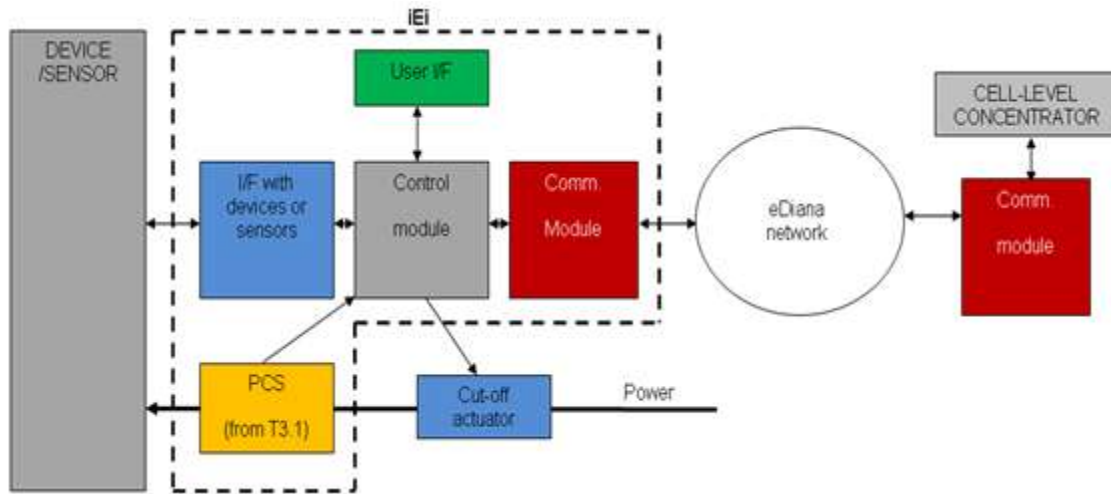 iEi
DEVICE
/SENSOR
User I/F
CELL-LEVEL
CONCENTRATOR
I/F with
devices or
sensors
Control
module
Comm.
Module
eDiana
network
Comm.
module
PCS
(from T3.1)
Cut-off
actuator
Power